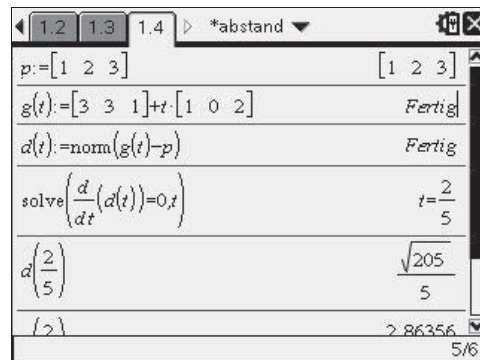 1.2 1.3 1.4 *abstand
p:=[1 2 3] [1 2 3]
g(t):=[3 3 1]+t·[1 0 2] Fertig
d(t):=norm(g(t)-p) Fertig
solve(d/dt(d(t))=0,t) t=2/5
d(2/5) √205/5
(2 2.86356
5/6